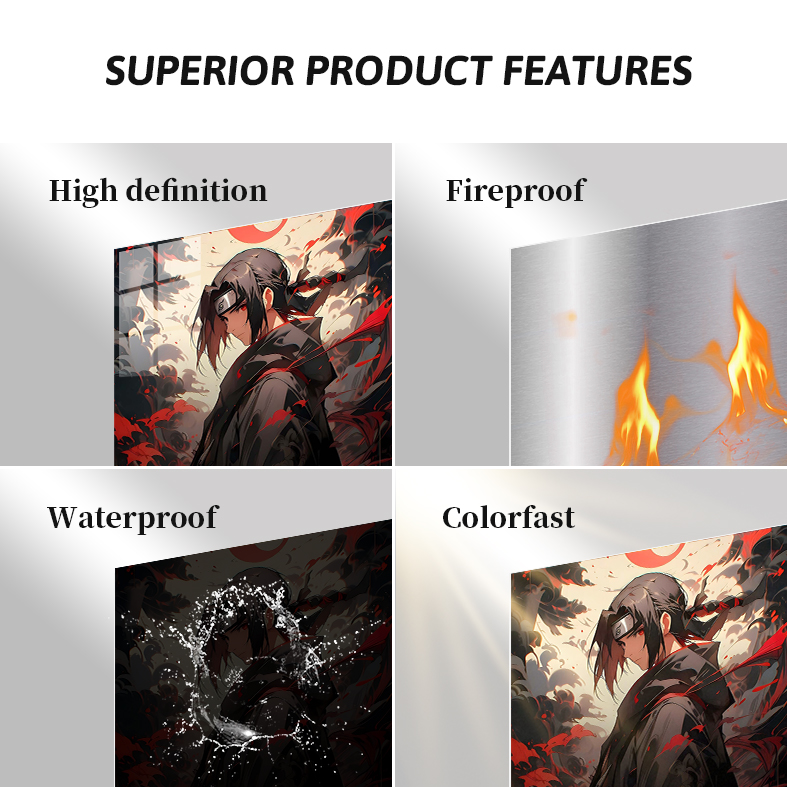 SUPERIOR PRODUCT FEATURES
High definition
Fireproof
Waterproof
Colorfast